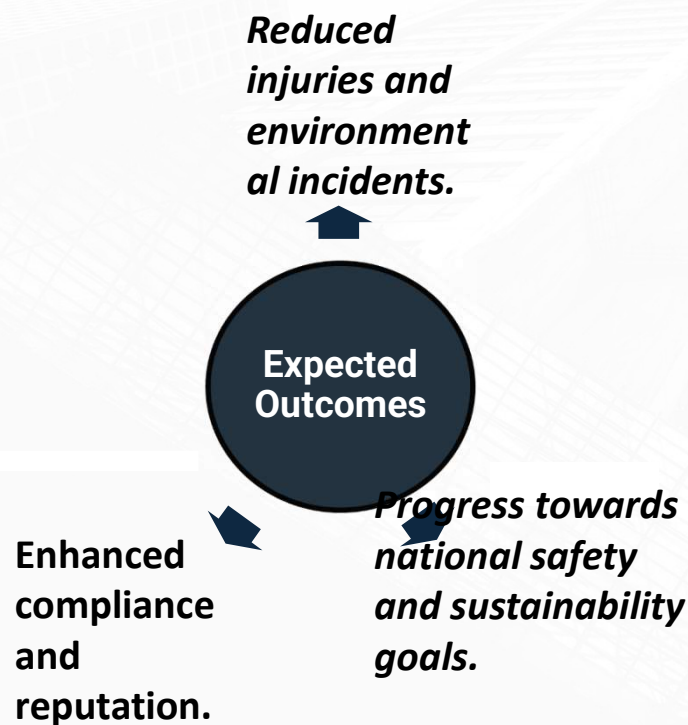 Reduced
injuries and
environment
al incidents.
Expected
Outcomes
Enhanced
compliance
and
reputation.
Progress towards
national safety
and sustainability
goals.